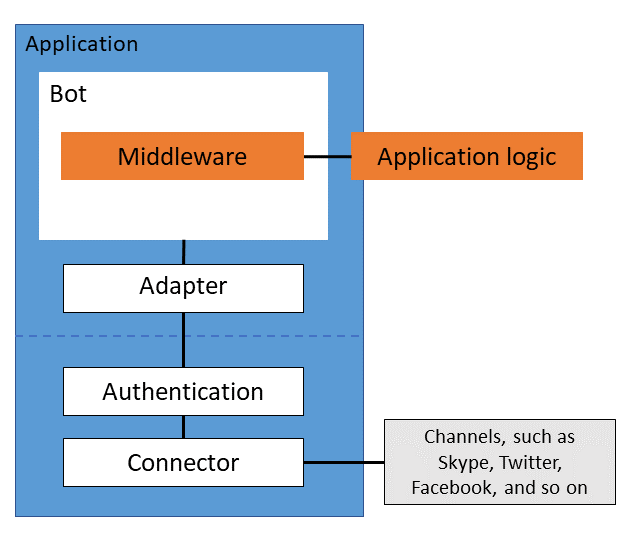 Application
Bot
Middleware
Application logic
Adapter
Authentication
Connector
Channels, such as
Skype, Twitter,
Facebook, and so on